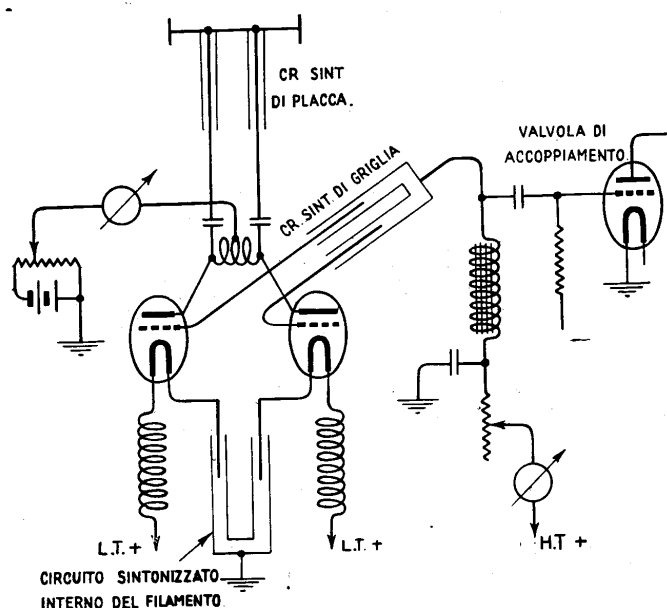 CR SINT
DI PLACCA.
VALVOLA DI
ACCOPPIAMENTO.
CR. SINT. DI GRIGLIA
L.T. +
L.T. +
H.T +
CIRCUITO SINTONIZZATO
INTERNO DEL FILAMENTO